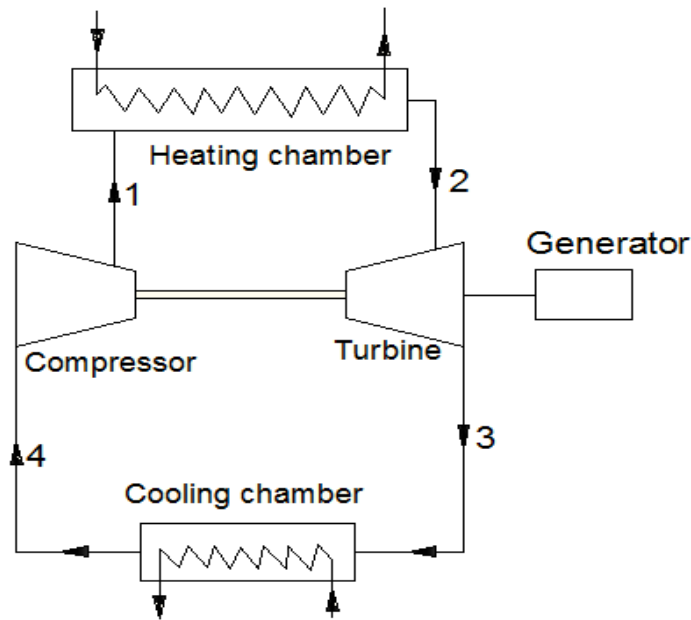 Heating chamber
1
2
Generator
Compressor
Turbine
4
3
Cooling chamber